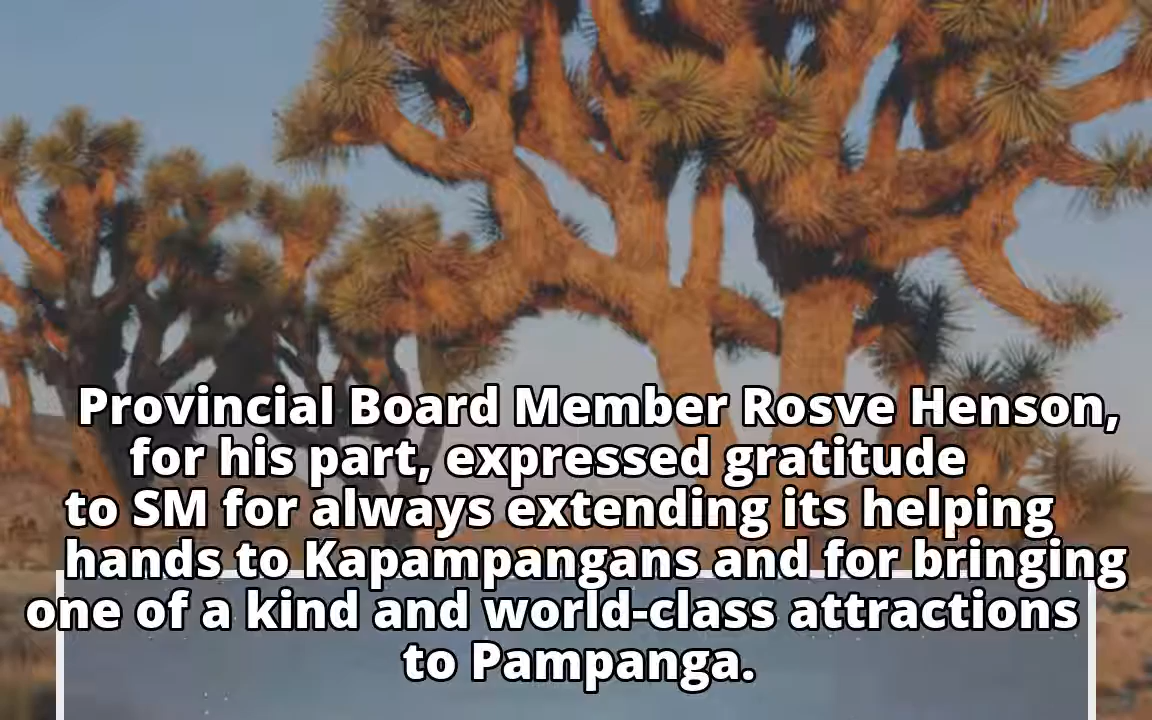 Provincial Board Member Rosve Henson,
for his part, expressed gratitude
to SM for always extending its helping
hands to Kapampangans and for bringing
one of a kind and world-class attractions
to Pampanga.